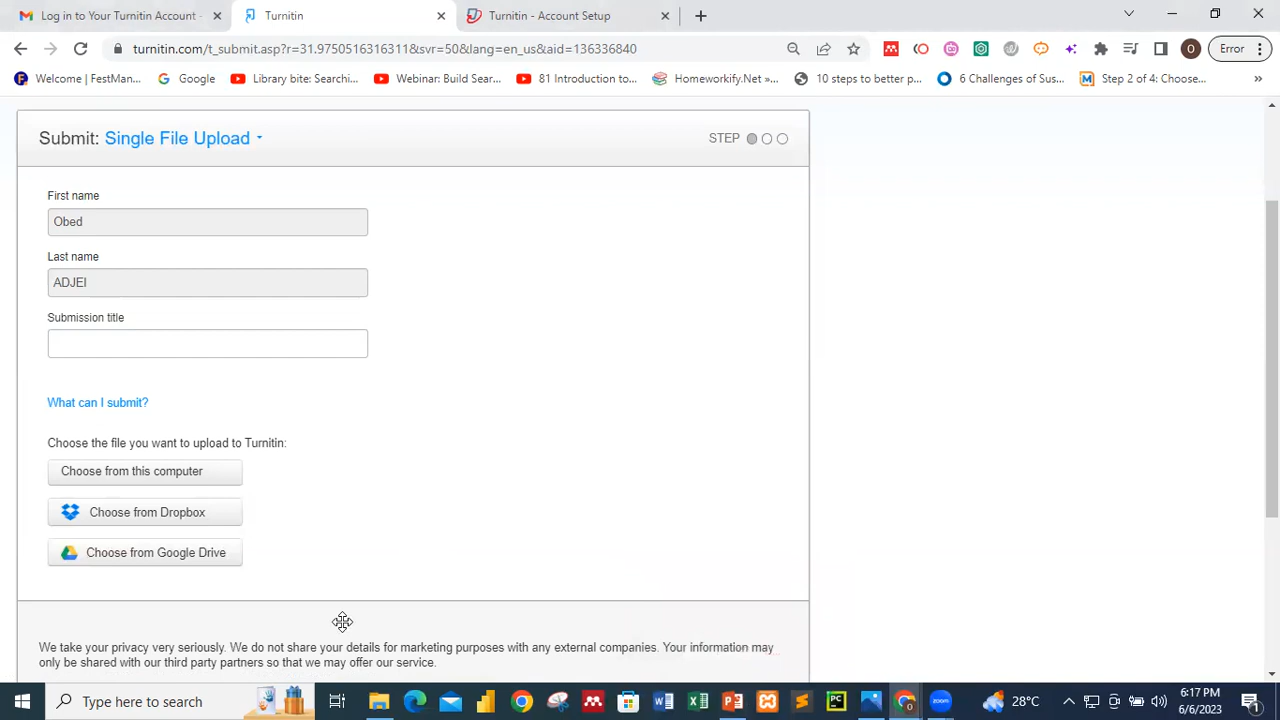 Log in to Your Turnitin Account - ×
Turnitin ×
Turnitin - Account Setup ×
turnitin.com/t_submit.asp?r=31.9750516316311&svr=50&lang=en_us&aid=136336840
O
Error
Welcome | FestMan...
Google
Library bite: Searchi...
Webinar: Build Sear...
81 Introduction to...
Homeworkify.Net »...
10 steps to better p...
6 Challenges of Sus...
Step 2 of 4: Choose...
»
Submit: Single File Upload
STEP
First name
Obed
Last name
ADJEI
Submission title
What can I submit?
Choose the file you want to upload to Turnitin:
Choose from this computer
Choose from Dropbox
Choose from Google Drive
We take your privacy very seriously. We do not share your details for marketing purposes with any external companies. Your information may
only be shared with our third party partners so that we may offer our service.
Type here to search
zoom
28°C
6:17 PM
6/6/2023
1